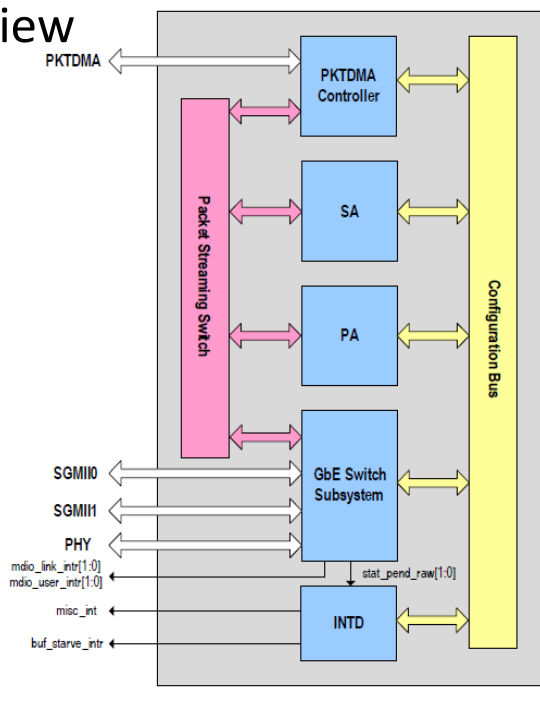 iew
PKTDMA
PKTDMA
Controller
Packet Streaming Switch
SA
Configuration Bus
PA
SGMII0
SGMII1
PHY
GbE Switch
Subsystem
mdio_link_intr[1:0]
mdio_user_intr[1:0]
stat_pend_raw[1:0]
misc_int
INTD
buf_starve_intr